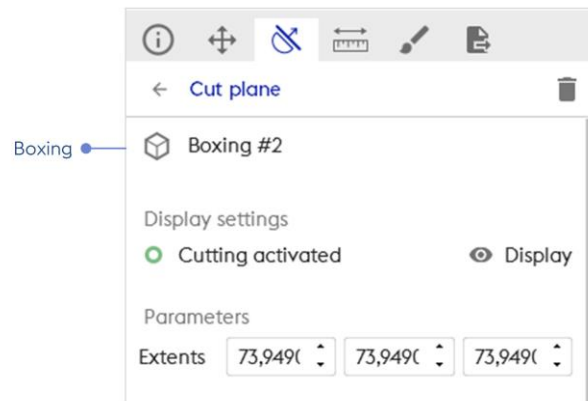 Cut plane
Boxing
Boxing #2
Display settings
Cutting activated Display
Parameters
Extents 73,949 73,949 73,949